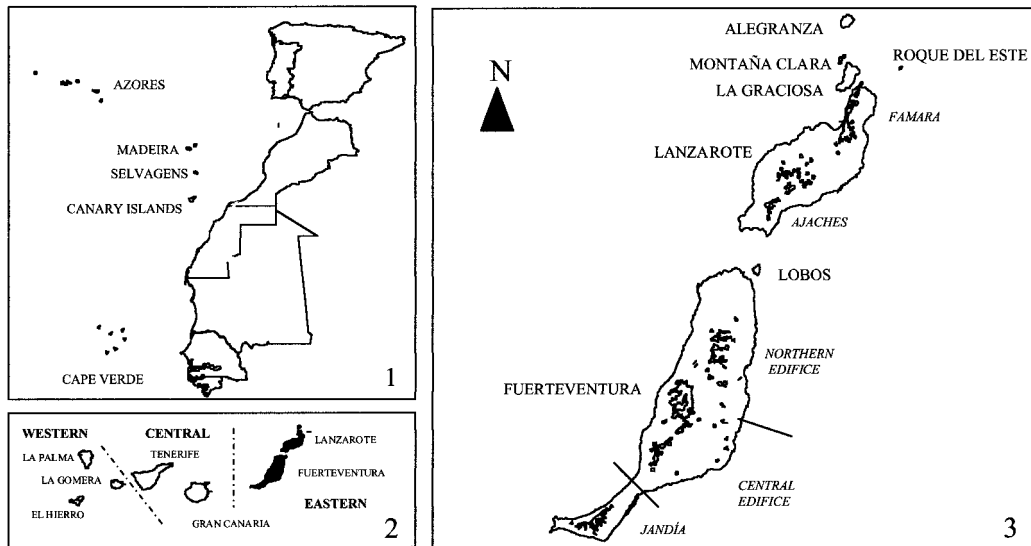 AZORES
MADEIRA
SELVAGENS
CANARY ISLANDS
CAPE VERDE
1
WESTERN
CENTRAL
LA PALMA
TENERIFE
LANZAROTE
LA GOMERA
FUERTEVENTURA
EL HIERRO
GRAN CANARIA
EASTERN
2
N
ALEGRANZA
MONTAÑA CLARA
ROQUE DEL ESTE
LA GRACIOSA
FAMARA
LANZAROTE
AJACHES
LOBOS
NORTHERN
EDIFICE
FUERTEVENTURA
CENTRAL
EDIFICE
JANDÍA
3